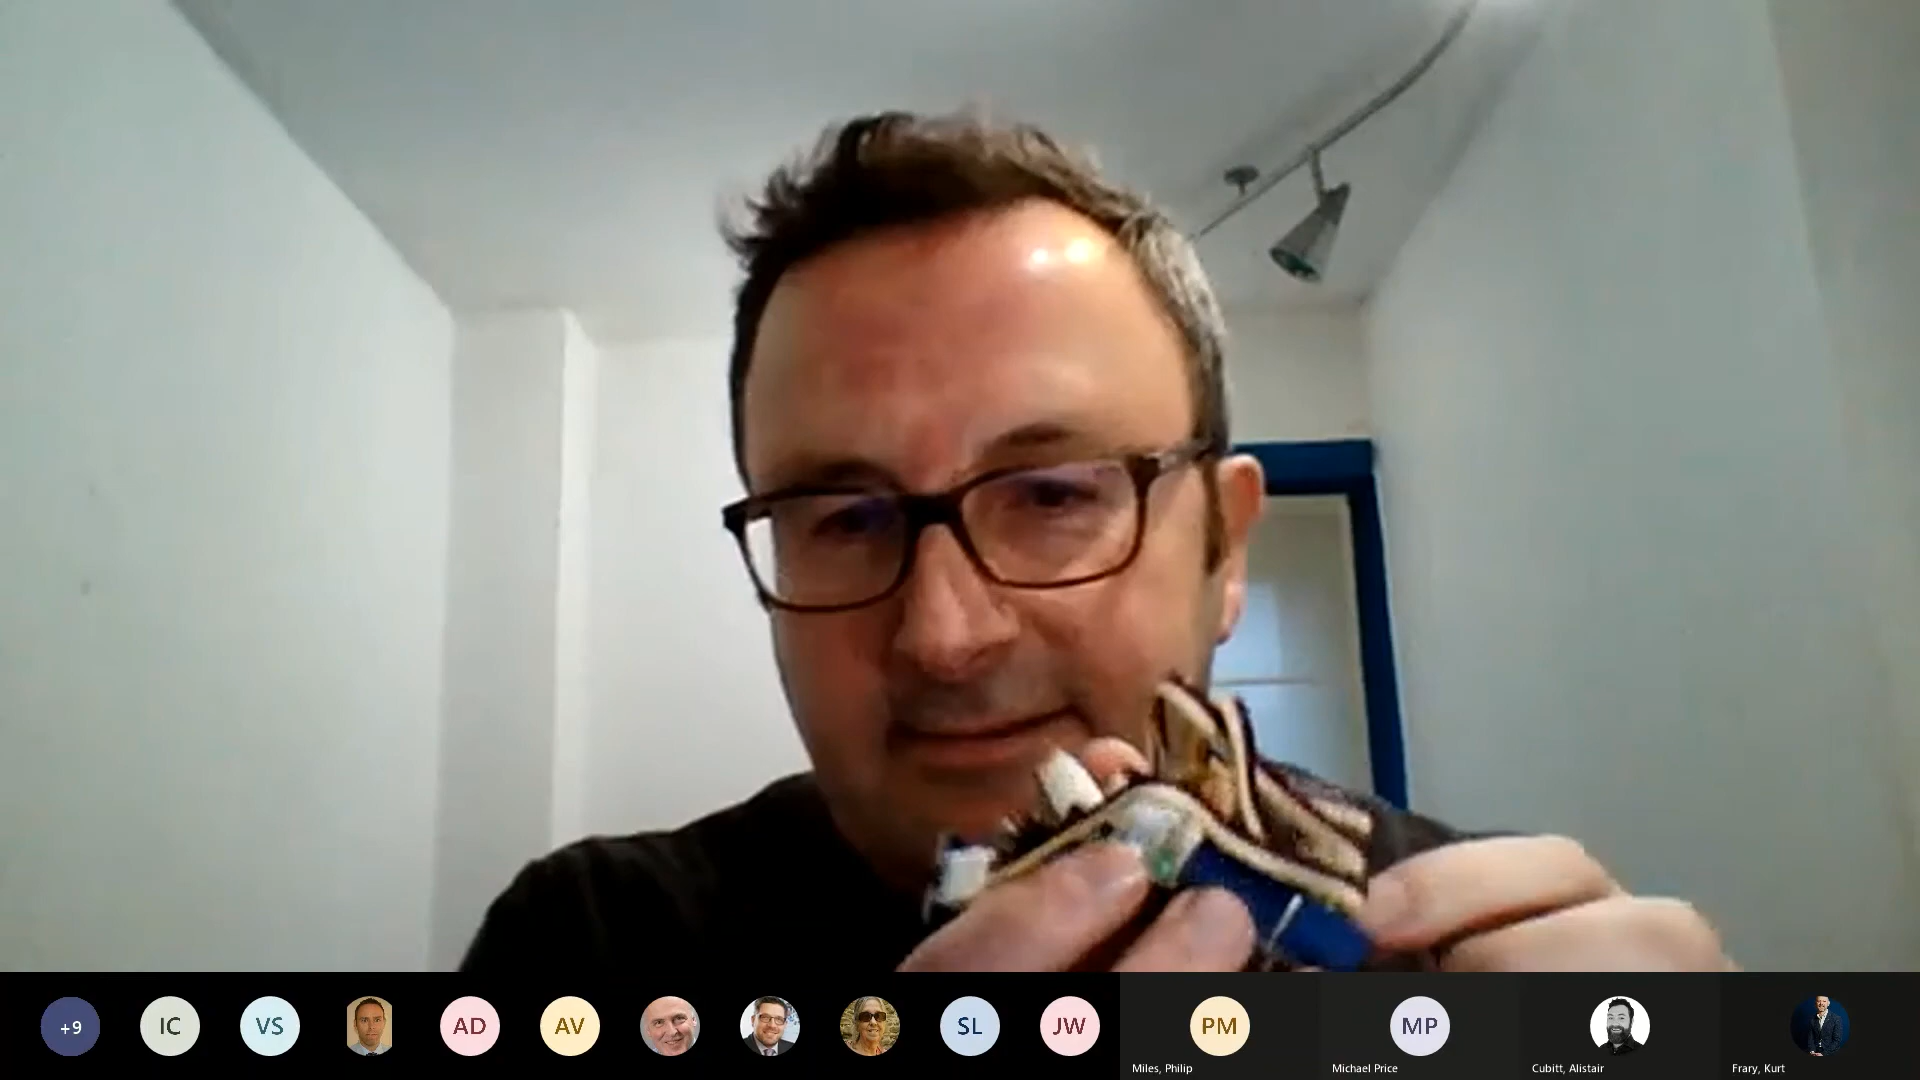 +9
IC
VS
AD
AV
SL
JW
PM
MP
Miles, Philip
Michael Price
Cubitt, Alistair
Frary, Kurt